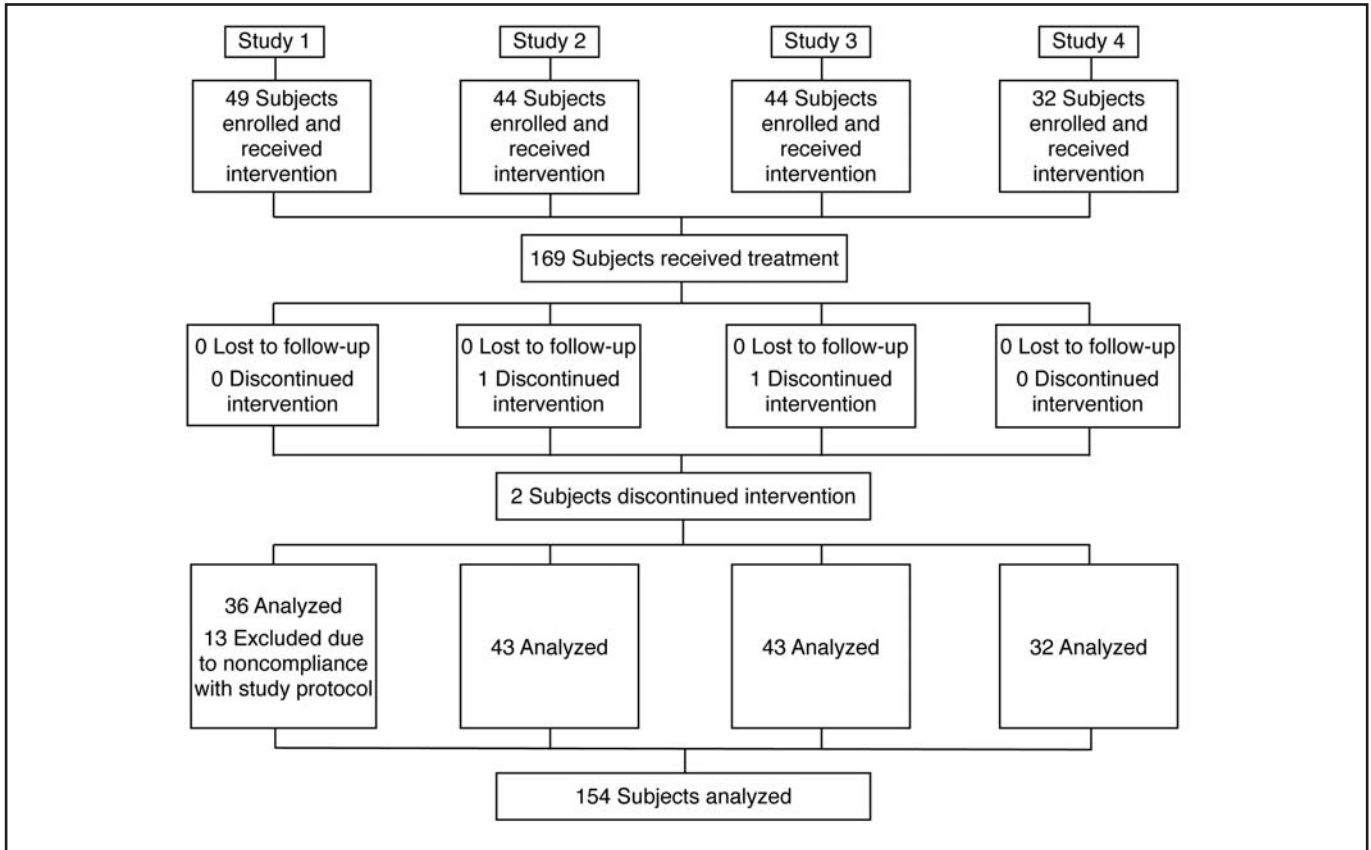 Study 1
Study 2
Study 3
Study 4
49 Subjects
enrolled and
received
intervention
44 Subjects
enrolled and
received
intervention
44 Subjects
enrolled and
received
intervention
32 Subjects
enrolled and
received
intervention
169 Subjects received treatment
0 Lost to follow-up
0 Discontinued
intervention
0 Lost to follow-up
1 Discontinued
intervention
0 Lost to follow-up
1 Discontinued
intervention
0 Lost to follow-up
0 Discontinued
intervention
2 Subjects discontinued intervention
36 Analyzed
13 Excluded due
to noncompliance
with study protocol
43 Analyzed
43 Analyzed
32 Analyzed
154 Subjects analyzed